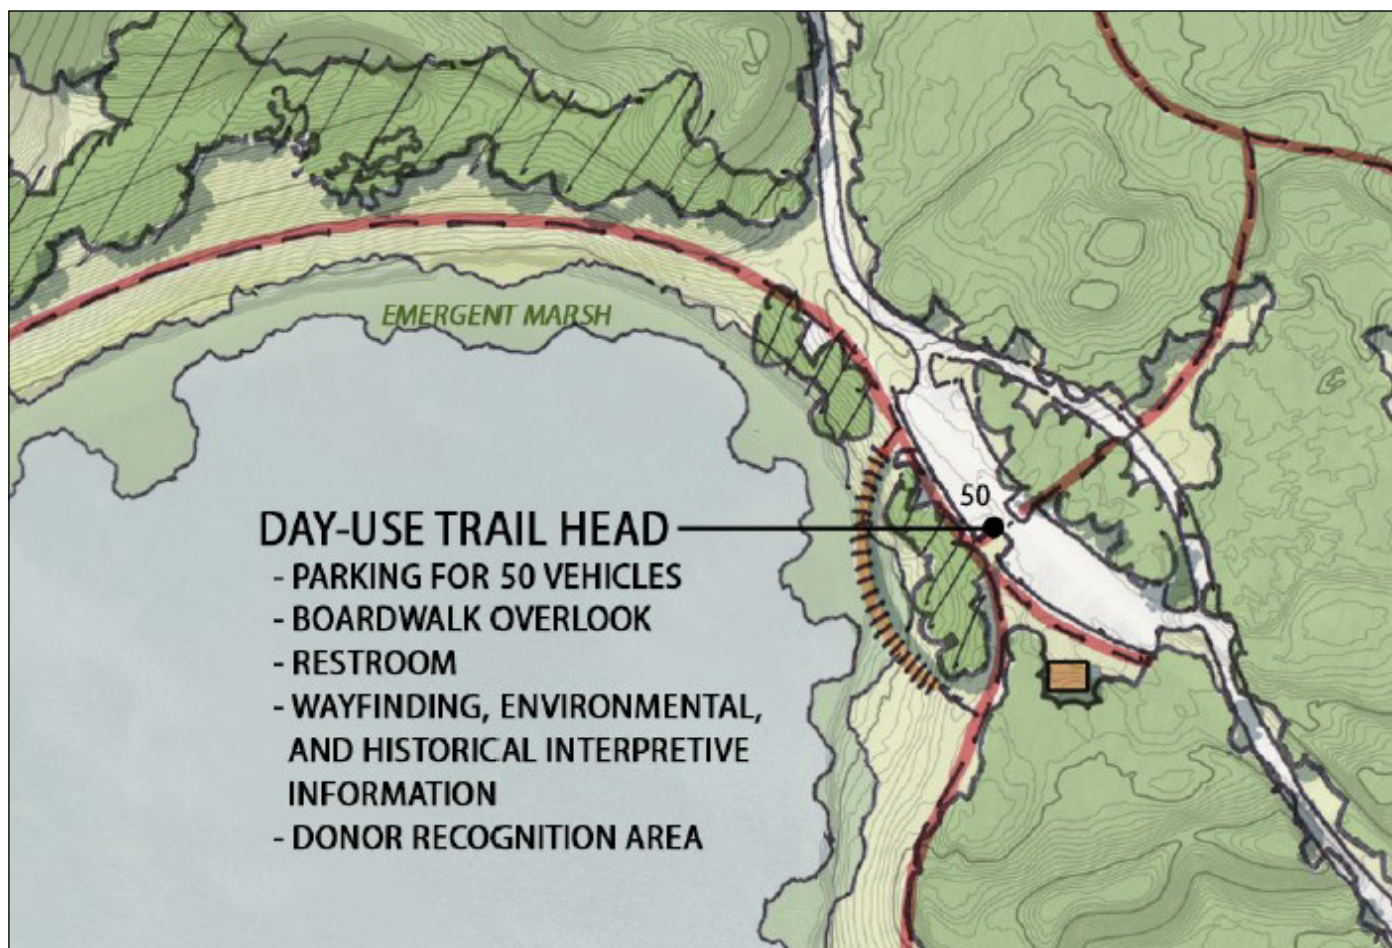 EMERGENT MARSH
50
DAY-USE TRAIL HEAD
- PARKING FOR 50 VEHICLES
- BOARDWALK OVERLOOK
- RESTROOM
- WAYFINDING, ENVIRONMENTAL,
AND HISTORICAL INTERPRETIVE
INFORMATION
- DONOR RECOGNITION AREA